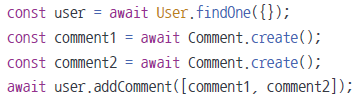 const user = await User.findOne({});
const comment1 = await Comment.create();
const comment2 = await Comment.create();
await user.addComment([comment1, comment2]);